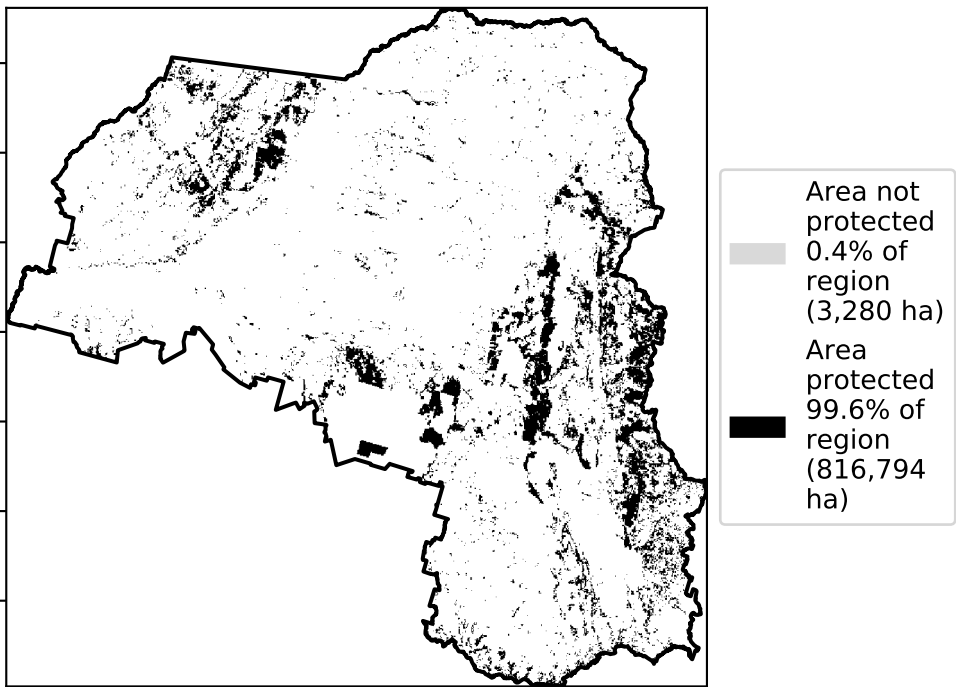 Area not
protected
0.4% of
region
(3,280 ha)
Area
protected
99.6% of
region
(816,794
ha)